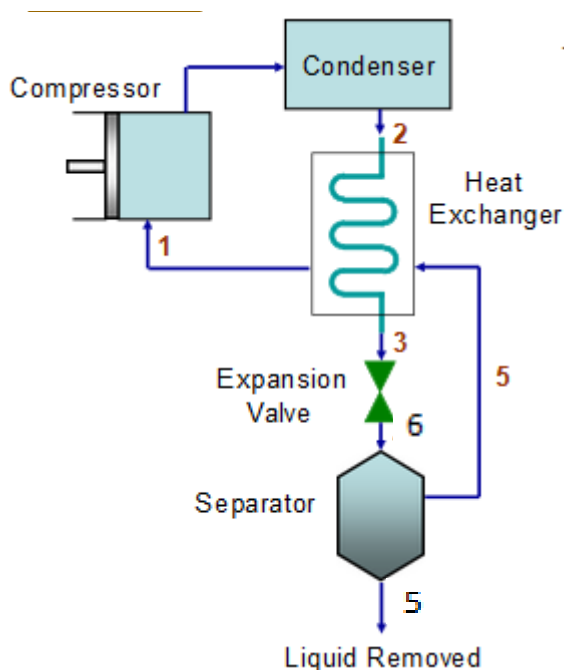 Condenser
Compressor
2
Heat
Exchanger
1
3
Expansion
Valve
5
6
Separator
5
Liquid Removed